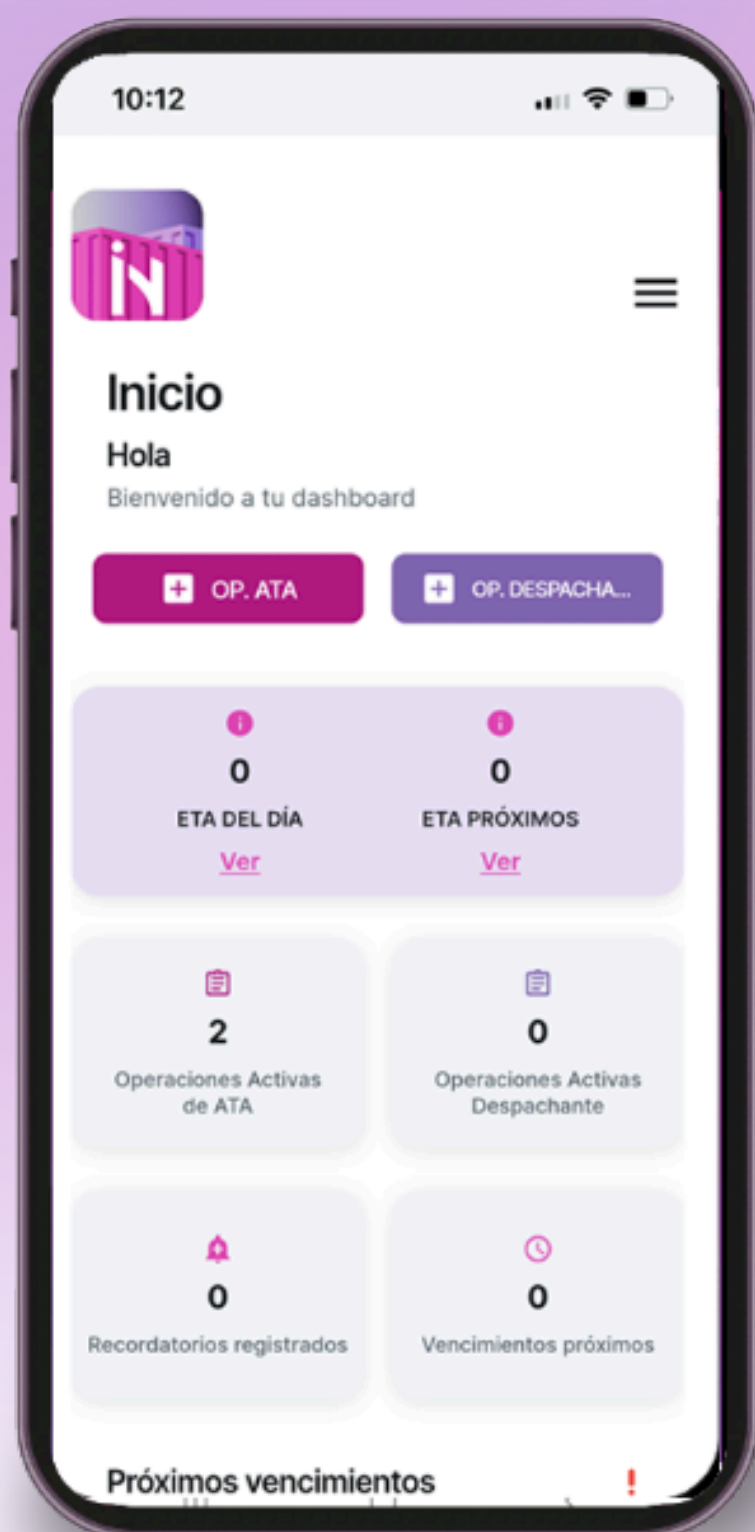 10:12
iN
Inicio
Hola
Bienvenido a tu dashboard
OP. ATA
OP. DESPACHA...
0
0
ETA DEL DÍA
ETA PRÓXIMOS
Ver
Ver
2
0
Operaciones Activas
de ATA
Operaciones Activas
Despachante
0
0
Recordatorios registrados
Vencimientos próximos
Próximos vencimientos